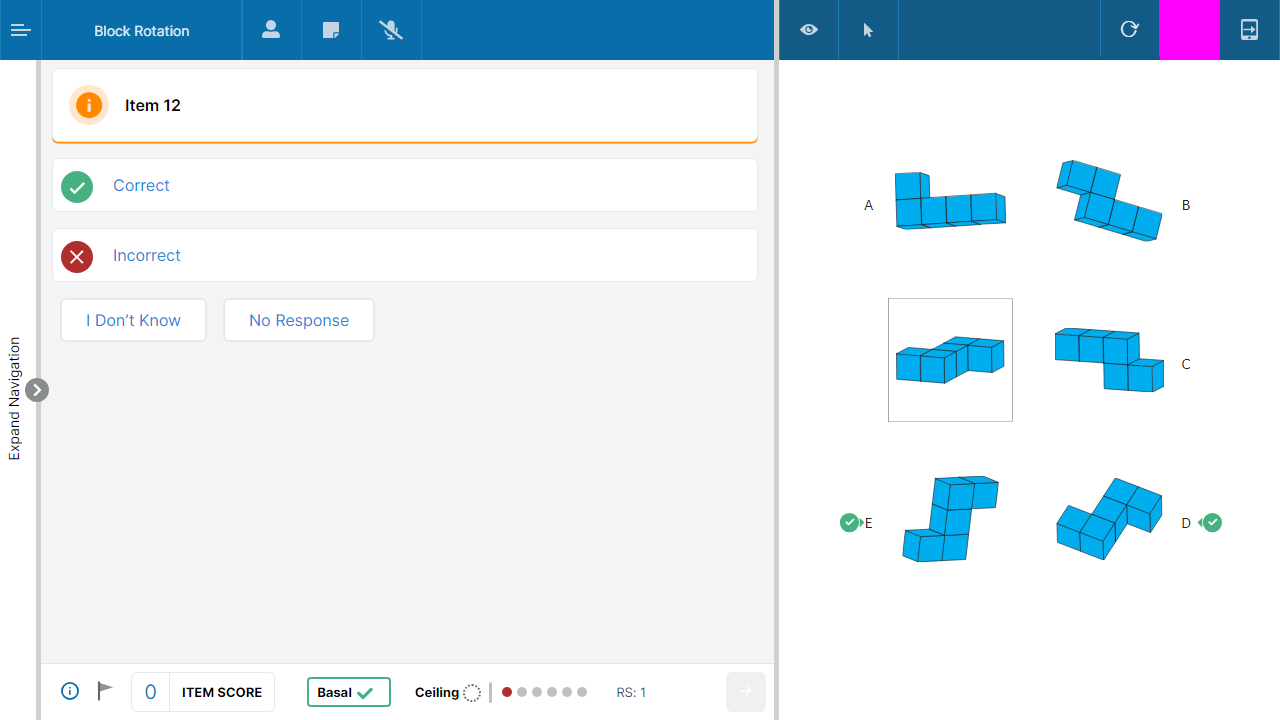 Block Rotation
Item 12
Correct
Incorrect
I Don't Know
No Response
Expand Navigation
0
ITEM SCORE
Basal
Ceiling
RS: 1
A
B
C
E
D